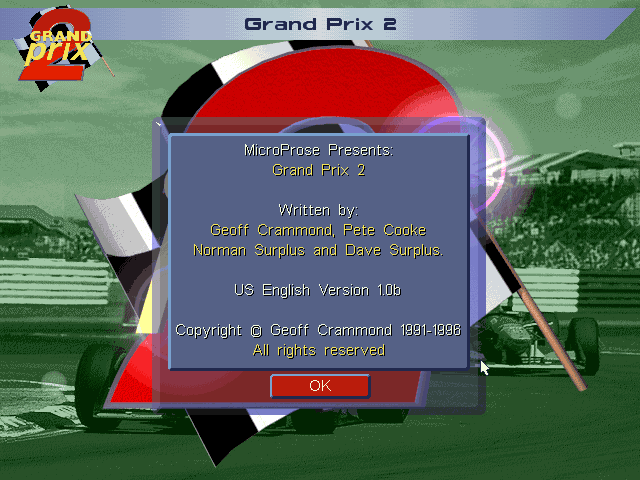 Grand Prix 2
GRAND
prix
2
MicroProse Presents:
Grand Prix 2
Written by:
Geoff Crammond, Pete Cooke
Norman Surplus and Dave Surplus.
US English Version 1.0b
Copyright © Geoff Crammond 1991-1996
All rights reserved
OK